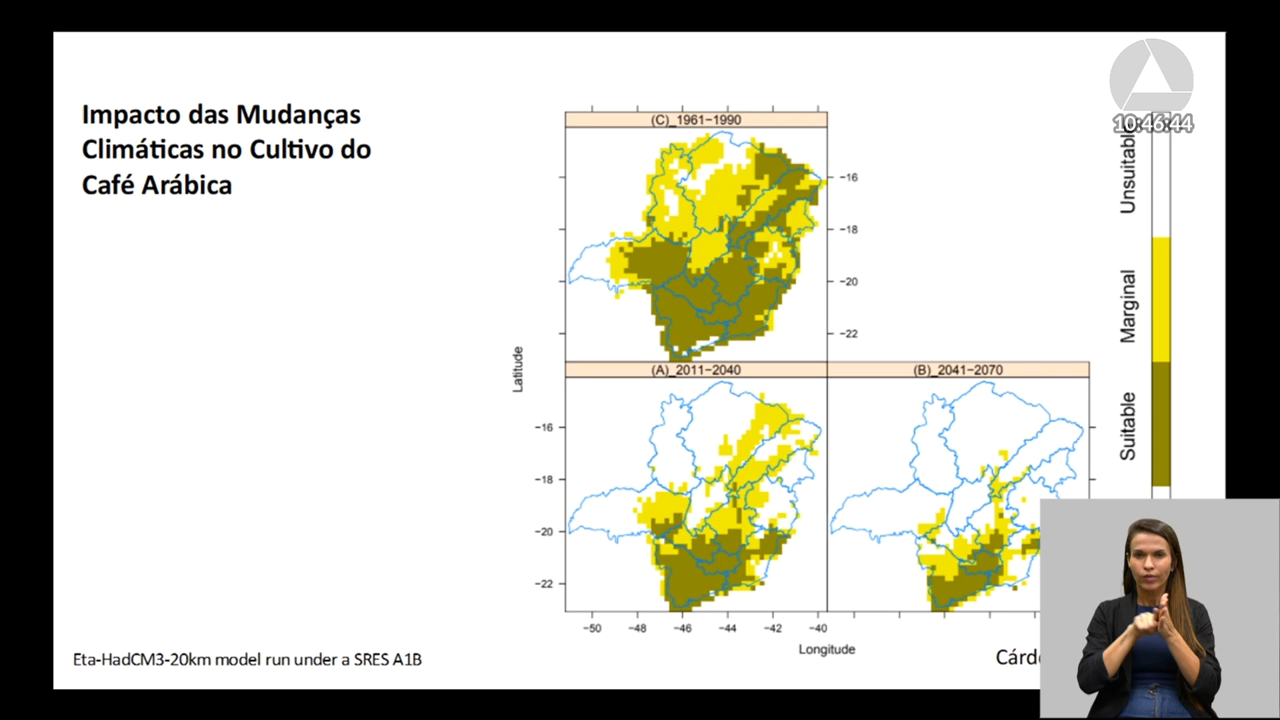 Impacto das Mudanças
Climáticas no Cultivo do
Café Arábica
10:46:44
(C)_1961−1990
−16
−18
−20
−22
Latitude
(A)_2011−2040
(B)_2041−2070
−16
−18
−20
−22
−50
−48
−46
−44
−42
−40
Longitude
Unsuitable
Marginal
Suitable
Eta-HadCM3-20km model run under a SRES A1B